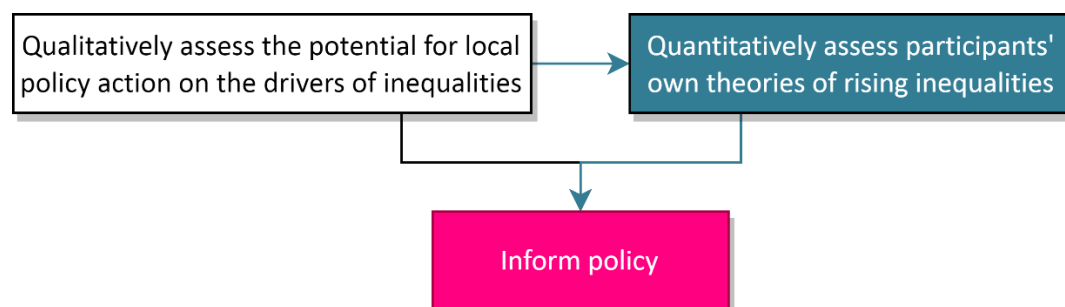 Qualitatively assess the potential for local
policy action on the drivers of inequalities
Quantitatively assess participants'
own theories of rising inequalities
Inform policy